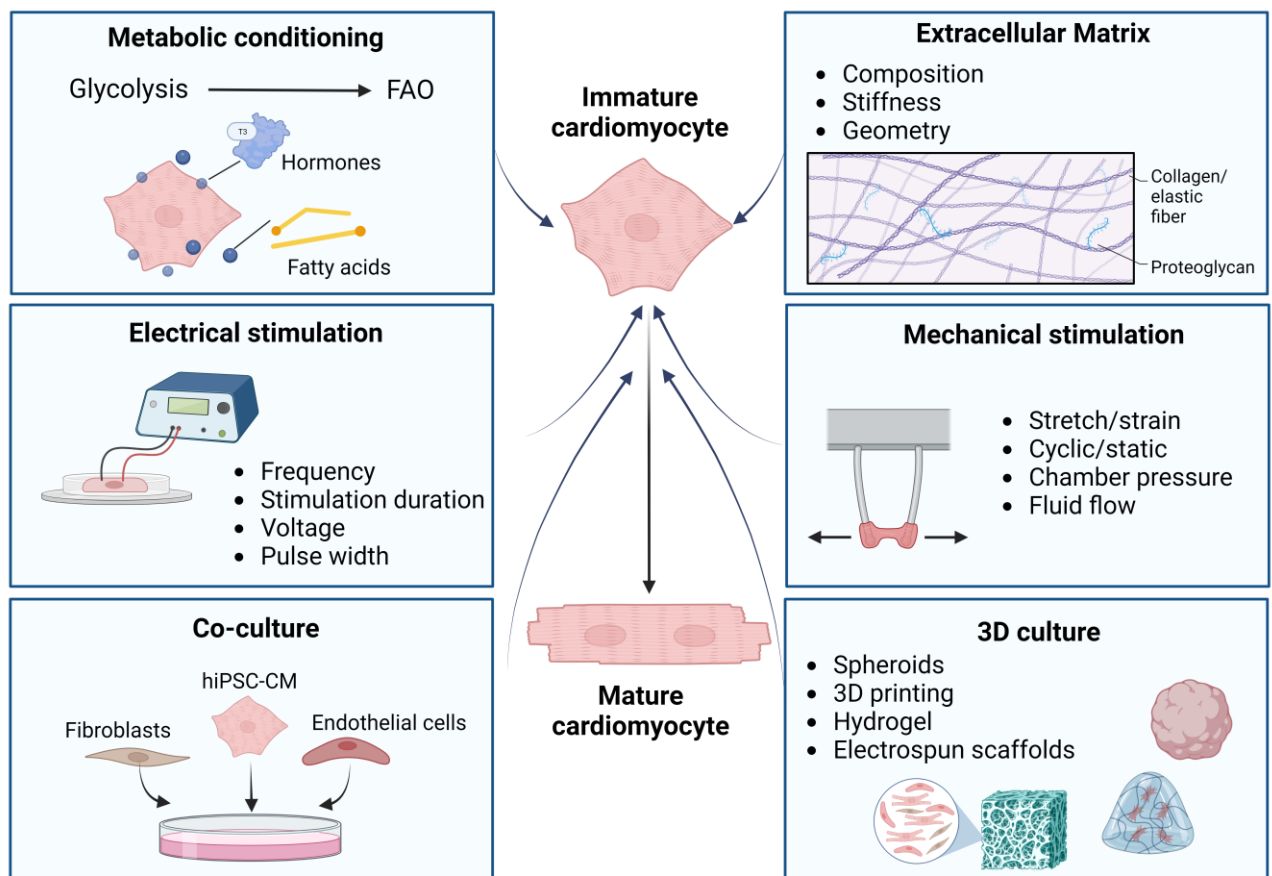 Metabolic conditioning
Glycolysis
FAO
T3
Hormones
Fatty acids
Immature
cardiomyocyte
Extracellular Matrix
• Composition
• Stiffness
• Geometry
Collagen/
elastic
fiber
Proteoglycan
Electrical stimulation
• Frequency
• Stimulation duration
• Voltage
• Pulse width
Mechanical stimulation
• Stretch/strain
• Cyclic/static
• Chamber pressure
• Fluid flow
Co-culture
hiPSC-CM
Fibroblasts
Endothelial cells
Mature
cardiomyocyte
3D culture
• Spheroids
• 3D printing
• Hydrogel
• Electrospun scaffolds